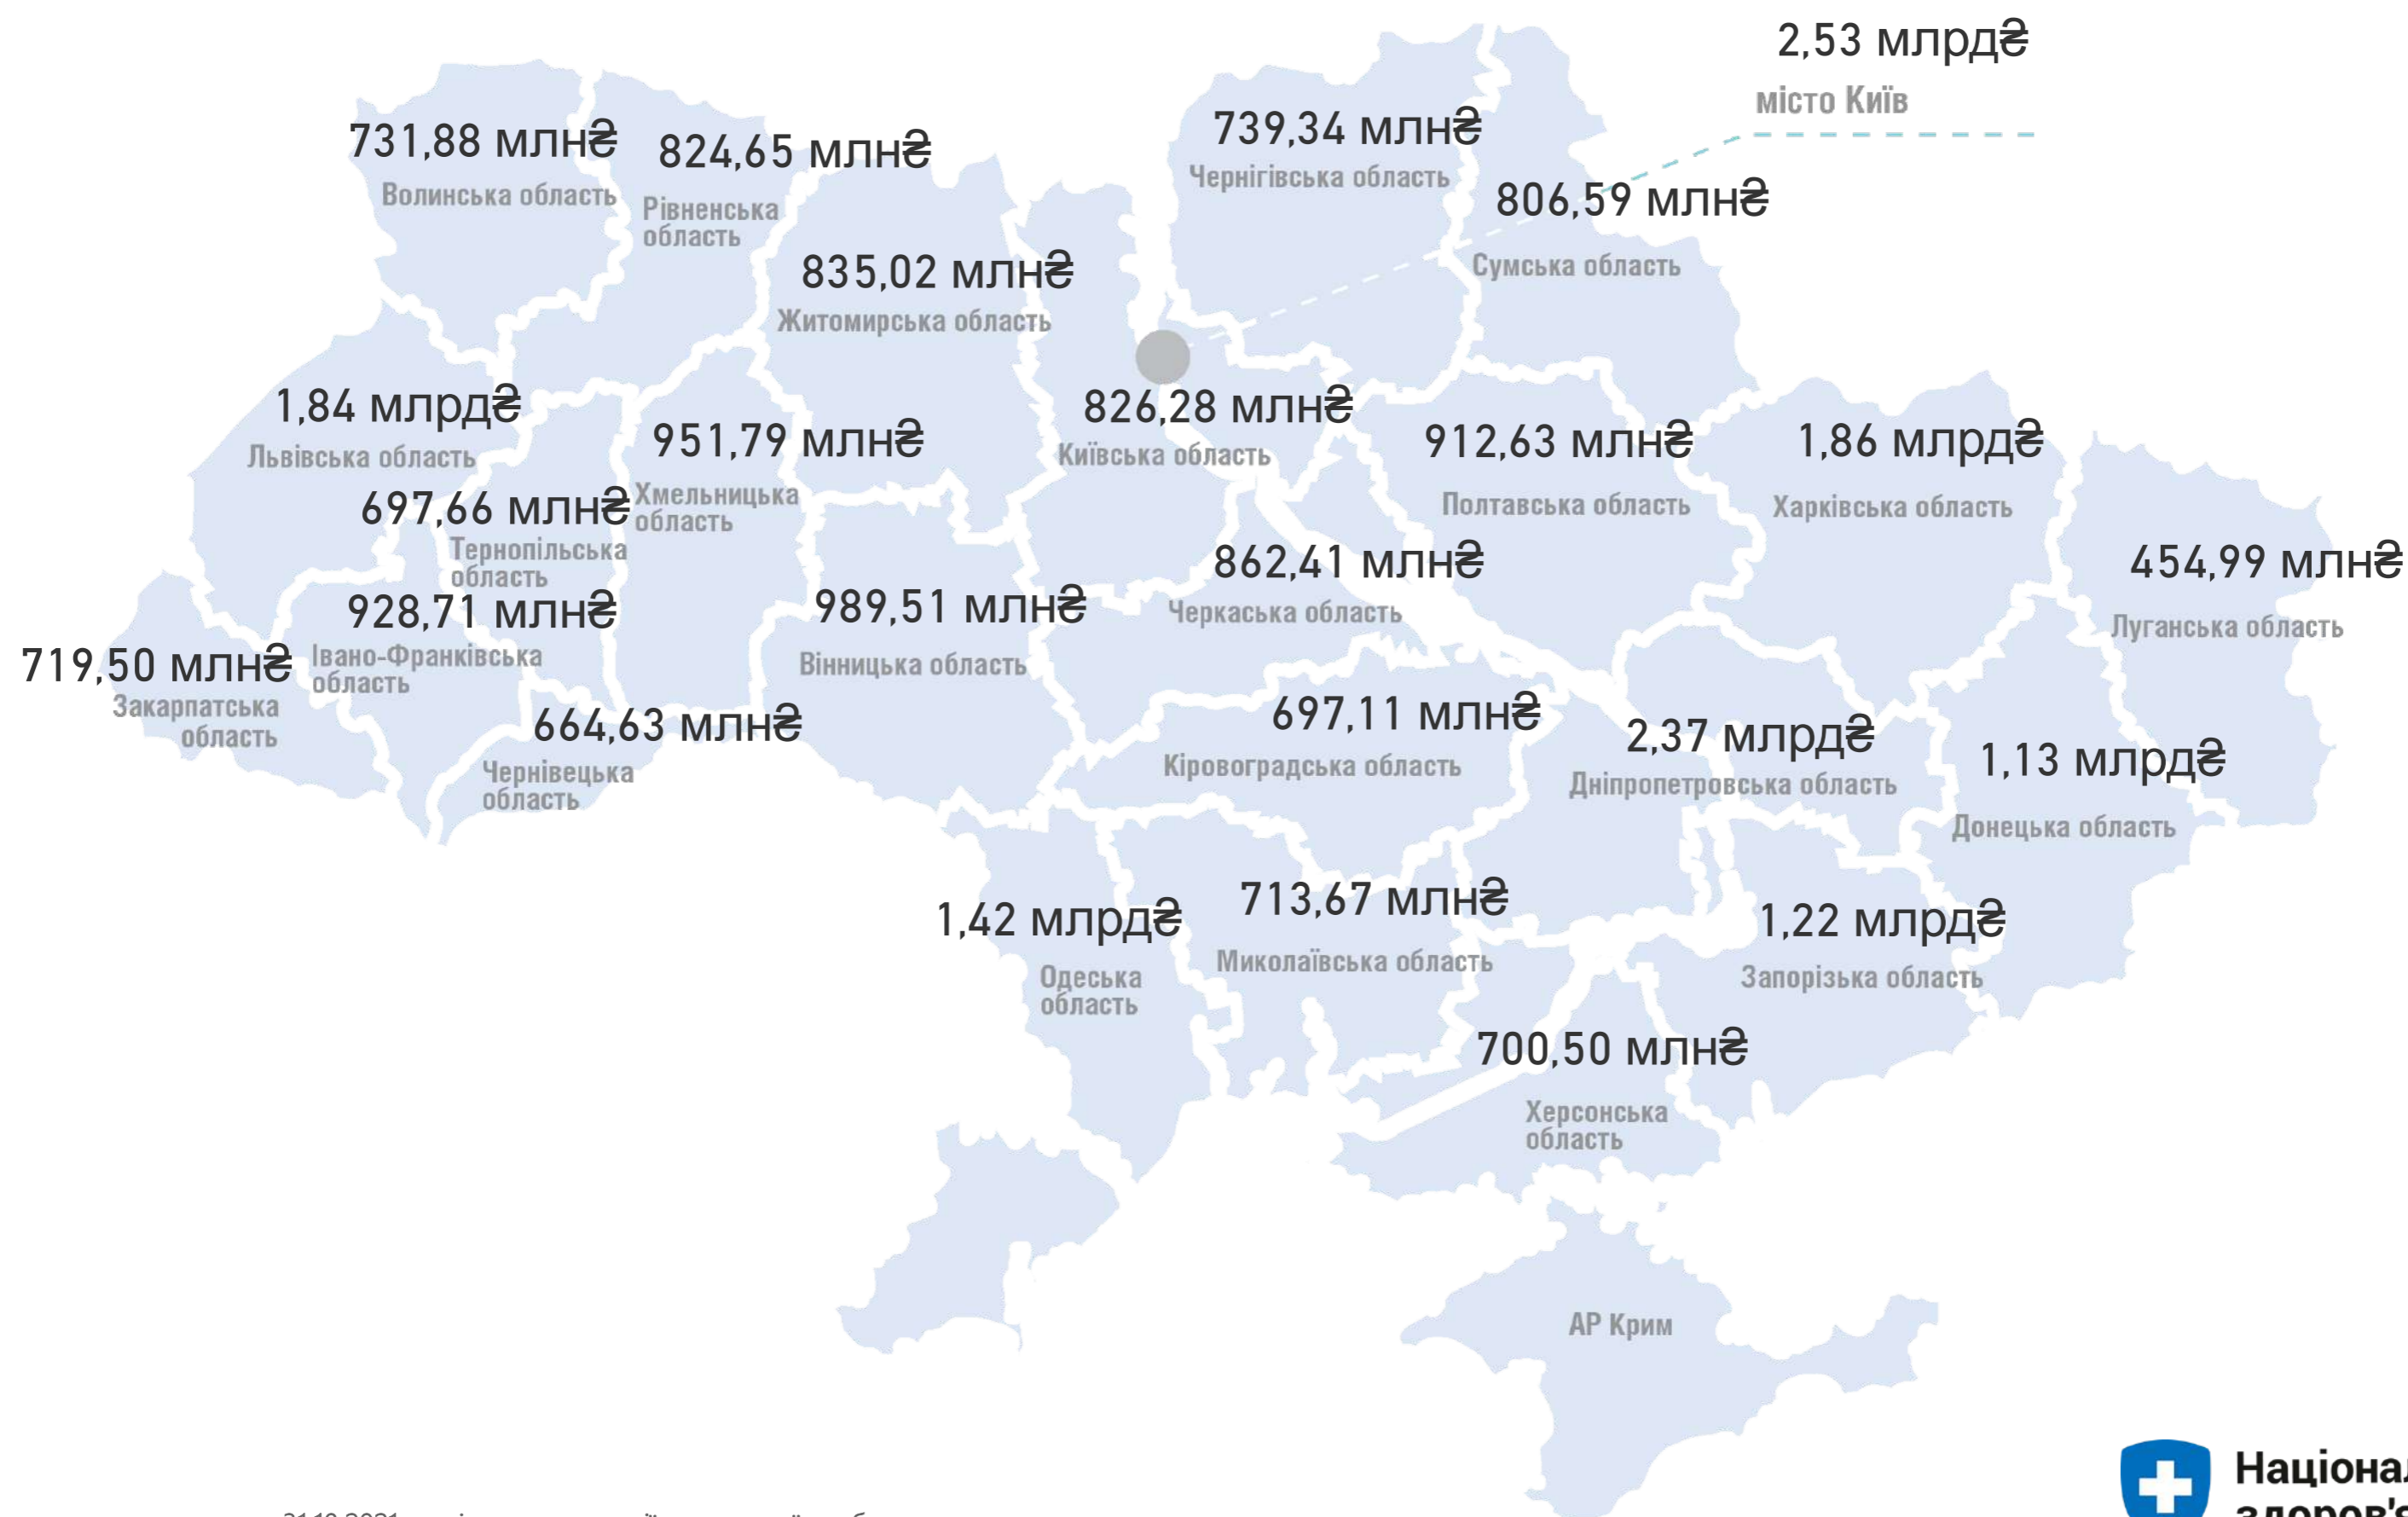 2,53 млрд₴
місто Київ
731,88 млн₴
Волинська область
824,65 млн₴
Рівненська
область
739,34 млн₴
Чернігівська область
806,59 млн₴
Сумська область
835,02 млн₴
Житомирська область
1,84 млрд₴
Львівська область
951,79 млн₴
Хмельницька
область
826,28 млн₴
Київська область
912,63 млн₴
Полтавська область
1,86 млрд₴
Харківська область
697,66 млн₴
Тернопільська
область
862,41 млн₴
Черкаська область
454,99 млн₴
Луганська область
928,71 млн₴
Івано-Франківська
область
989,51 млн₴
Вінницька область
719,50 млн₴
Закарпатська
область
664,63 млн₴
Чернівецька
область
697,11 млн₴
Кіровоградська область
2,37 млрд₴
Дніпропетровська область
1,13 млрд₴
Донецька область
1,42 млрд₴
Одеська
область
713,67 млн₴
Миколаївська область
1,22 млрд₴
Запорізька область
700,50 млн₴
Херсонська
область
АР Крим
Націонал
здоров'я